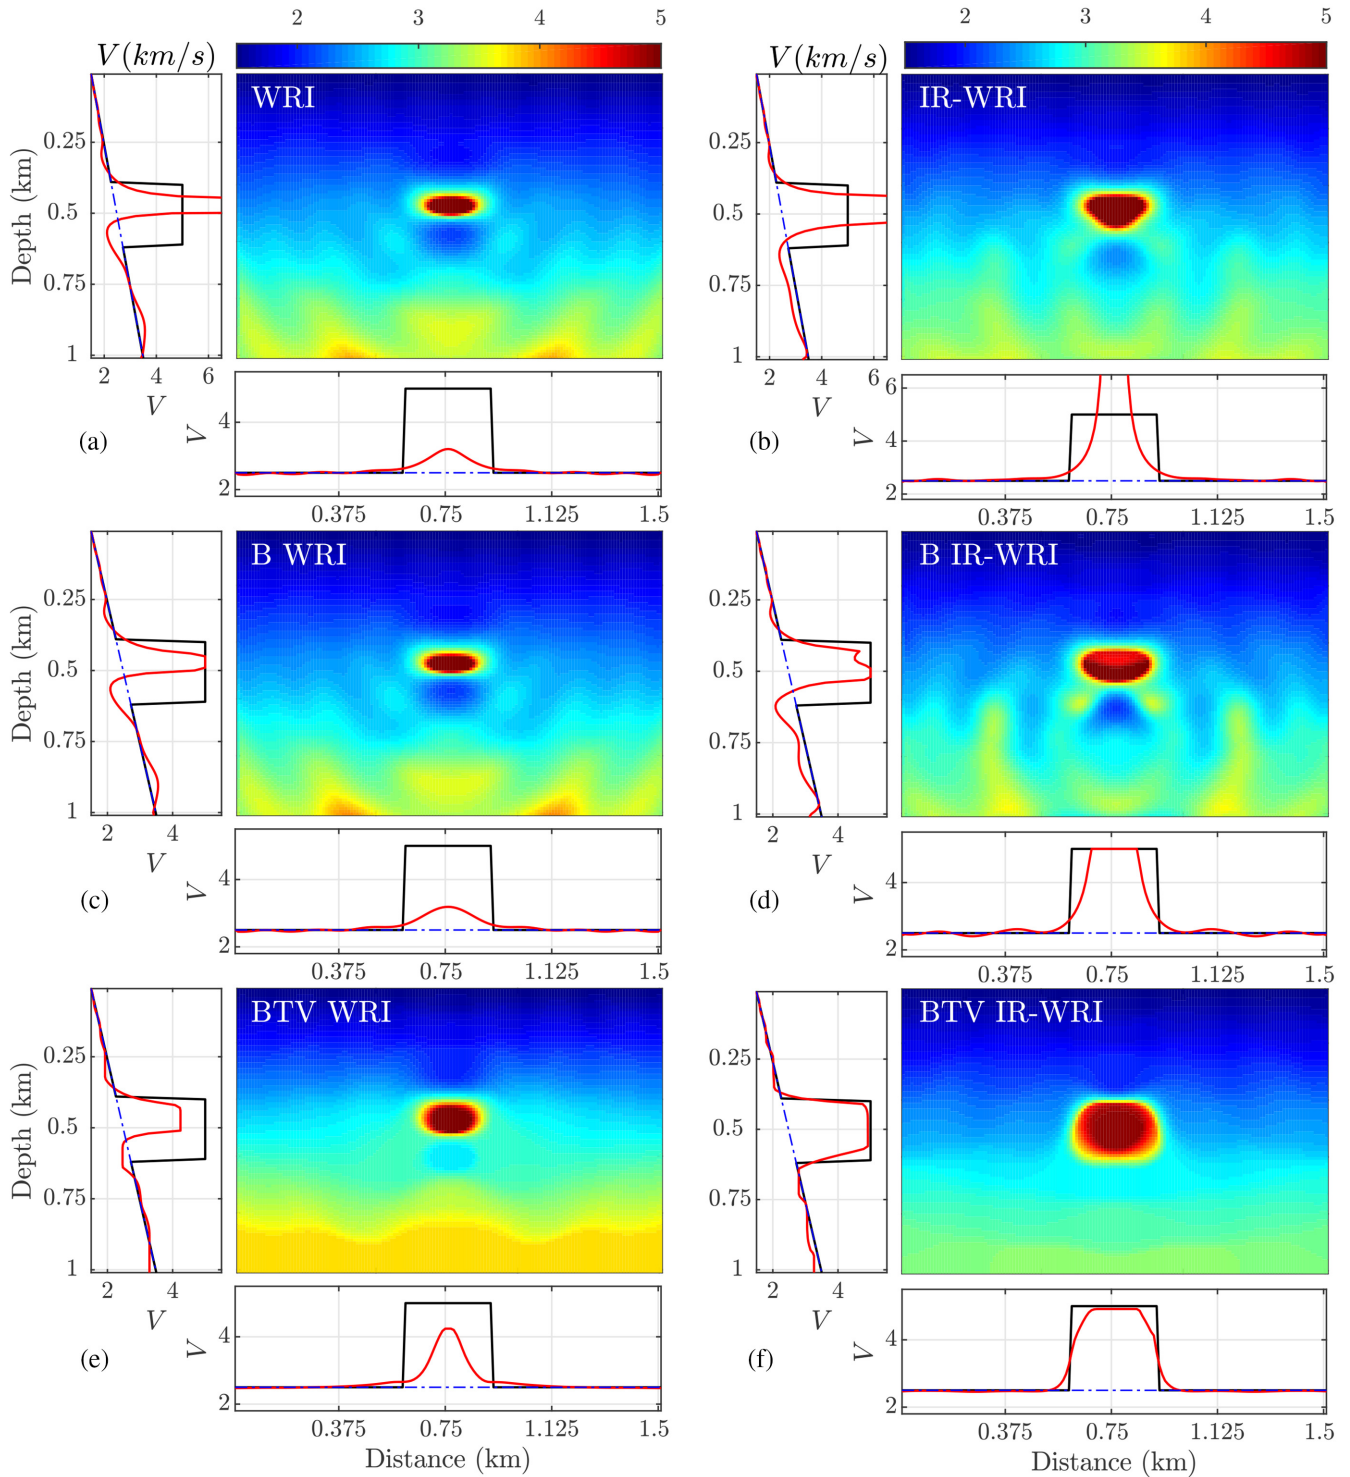 2 3 4 5
2 3 4 5
V(km/s)
V(km/s)
WRI
IR-WRI
0.25
0.5
0.75
1
Depth (km)
2 4 6
V
0.25
0.5
0.75
1
2 4 6
V
(a)
V
4
2
0.375 0.75 1.125 1.5
(b)
V
6
4
2
0.375 0.75 1.125 1.5
B WRI
B IR-WRI
0.25
0.5
0.75
1
Depth (km)
2 4
V
0.25
0.5
0.75
1
2 4
V
(c)
V
4
2
0.375 0.75 1.125 1.5
(d)
V
4
2
0.375 0.75 1.125 1.5
BTV WRI
BTV IR-WRI
0.25
0.5
0.75
1
Depth (km)
2 4
V
0.25
0.5
0.75
1
2 4
V
(e)
V
4
2
0.375 0.75 1.125 1.5
Distance (km)
(f)
V
4
2
0.375 0.75 1.125 1.5
Distance (km)